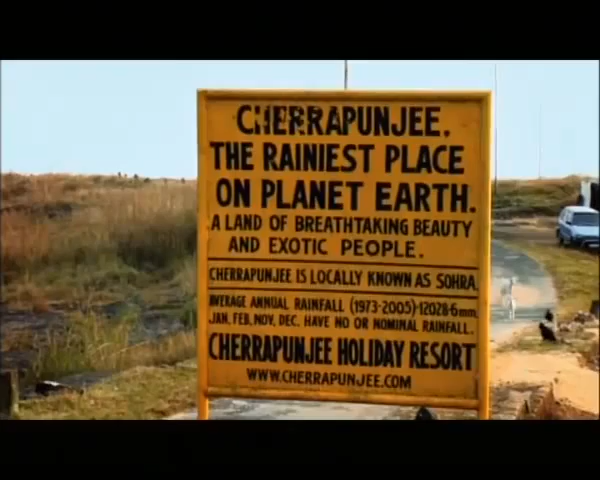 CHERRAPUNJEE.
THE RAINIEST PLACE
ON PLANET EARTH.
A LAND OF BREATHTAKING BEAUTY
AND EXOTIC PEOPLE.
CHERRAPUNJEE IS LOCALLY KNOWN AS SOHRA.
AVERAGE ANNUAL RAINFALL (1973-2005)-12028.6 mm.
JAN, FEB, NOV, DEC. HAVE NO OR NOMINAL RAINFALL.
CHERRAPUNJEE HOLIDAY RESORT
WWW.CHERRAPUNJEE.COM